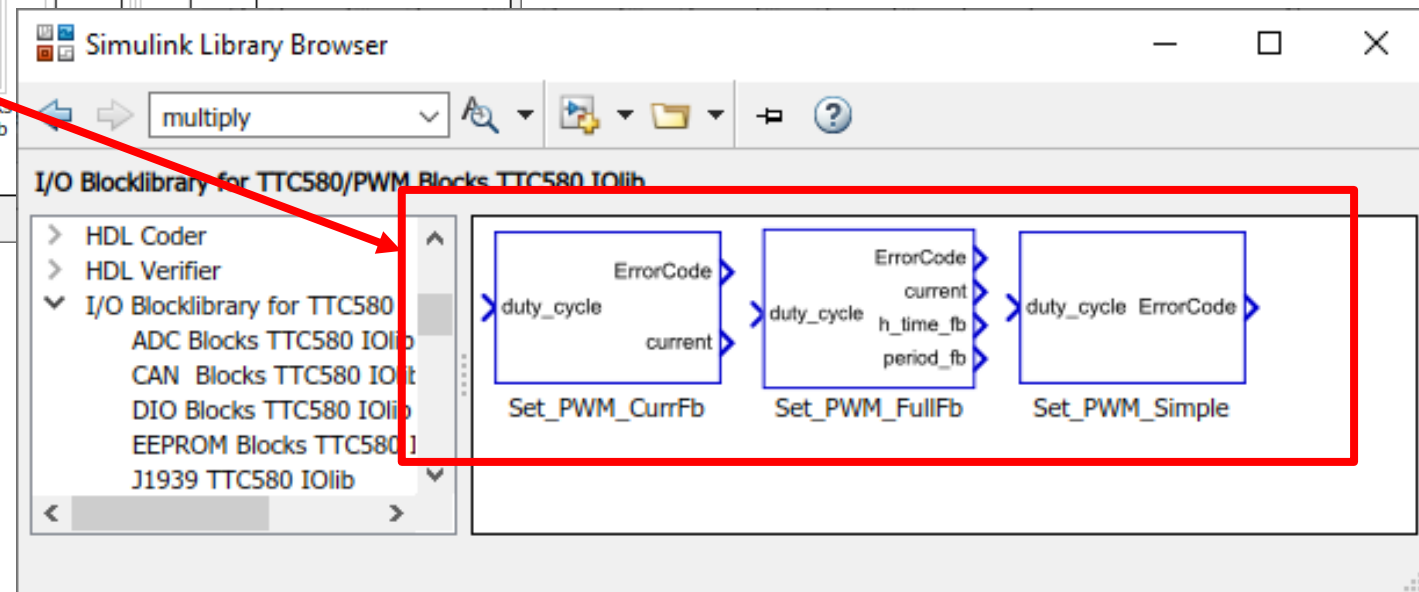 Simulink Library Browser
multiply
I/O Blocklibrary for TTC580/PWM Blocks TTC580 IOlib
HDL Coder
HDL Verifier
I/O Blocklibrary for TTC580
ADC Blocks TTC580 IOlib
CAN Blocks TTC580 IOlib
DIO Blocks TTC580 IOlib
EEPROM Blocks TTC580 I
J1939 TTC580 IOlib
duty_cycle
ErrorCode
current
Set_PWM_CurrFb
duty_cycle
ErrorCode
current
h_time_fb
period_fb
Set_PWM_FullFb
duty_cycle ErrorCode
Set_PWM_Simple